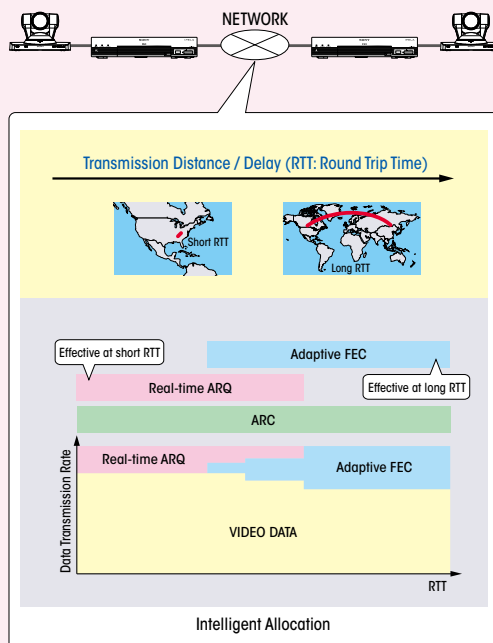 NETWORK
Transmission Distance / Delay (RTT: Round Trip Time)
Short RTT
Long RTT
Effective at short RTT
Adaptive FEC
Effective at long RTT
Real-time ARQ
ARC
Data Transmission Rate
Real-time ARQ
Adaptive FEC
VIDEO DATA
RTT
Intelligent Allocation